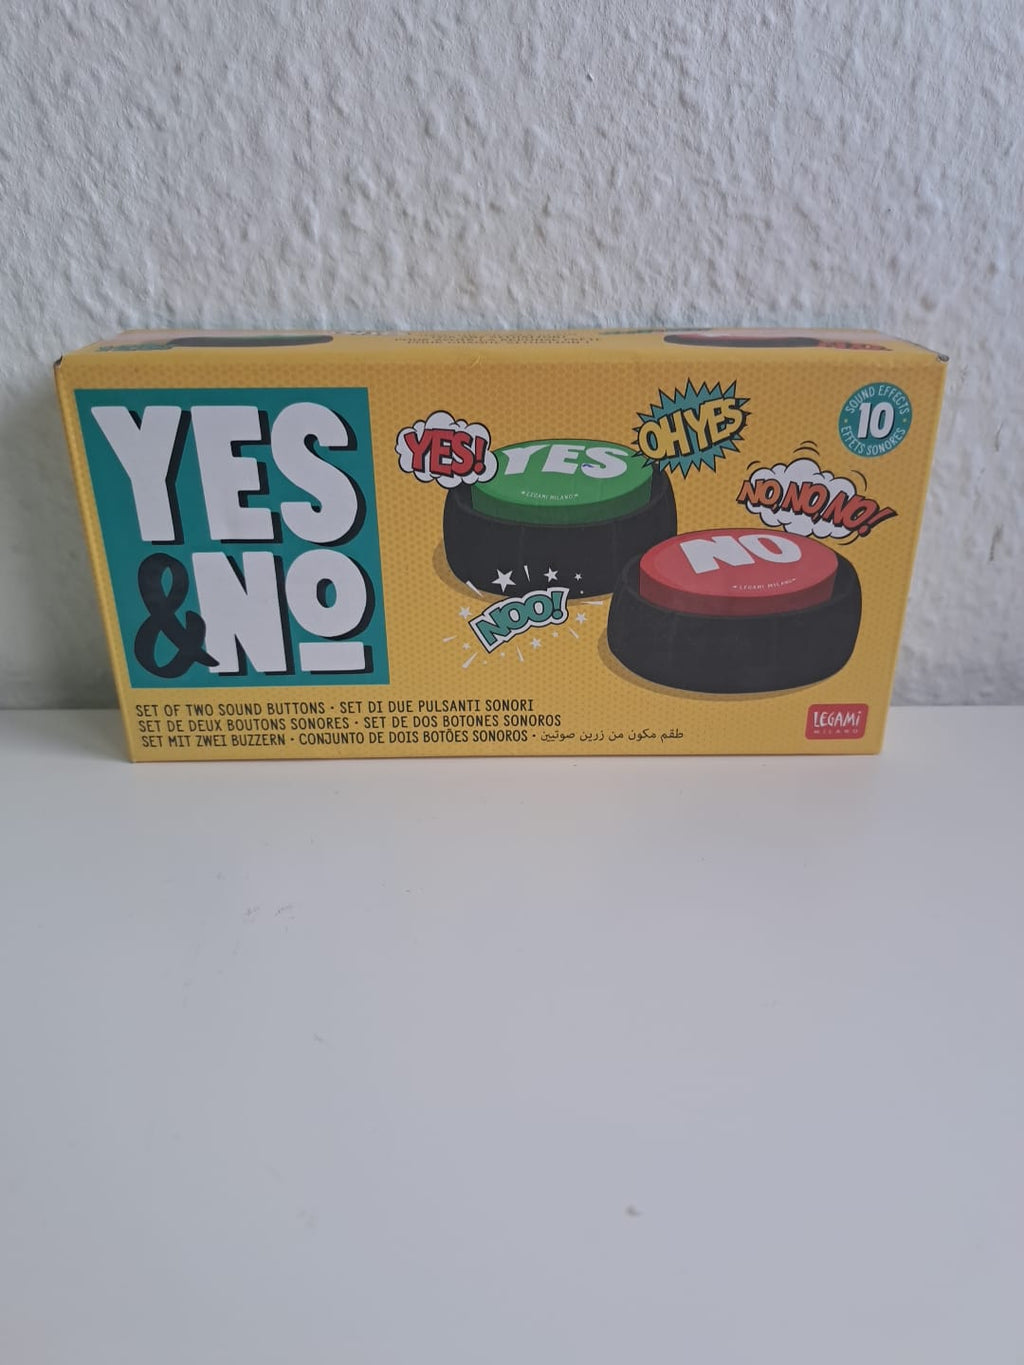 YES
& No
SET OF TWO SOUND BUTTONS · SET DI DUE PULSANTI SONORI
SET DE DEUX BOUTONS SONORES · SET DE DOS BOTONES SONOROS
SET MIT ZWEI BUZZERN · CONJUNTO DE DOIS BOTÕES SONOROS · طقم مكون من زرين صوتيين
YES!
YES
LEGAMI MILANO
OH YES
SOUND EFFECTS
10
EFFETS SONORES
NO, NO, NO!
NO
LEGAMI MILANO
NOO!
LEGAMi
MILANO